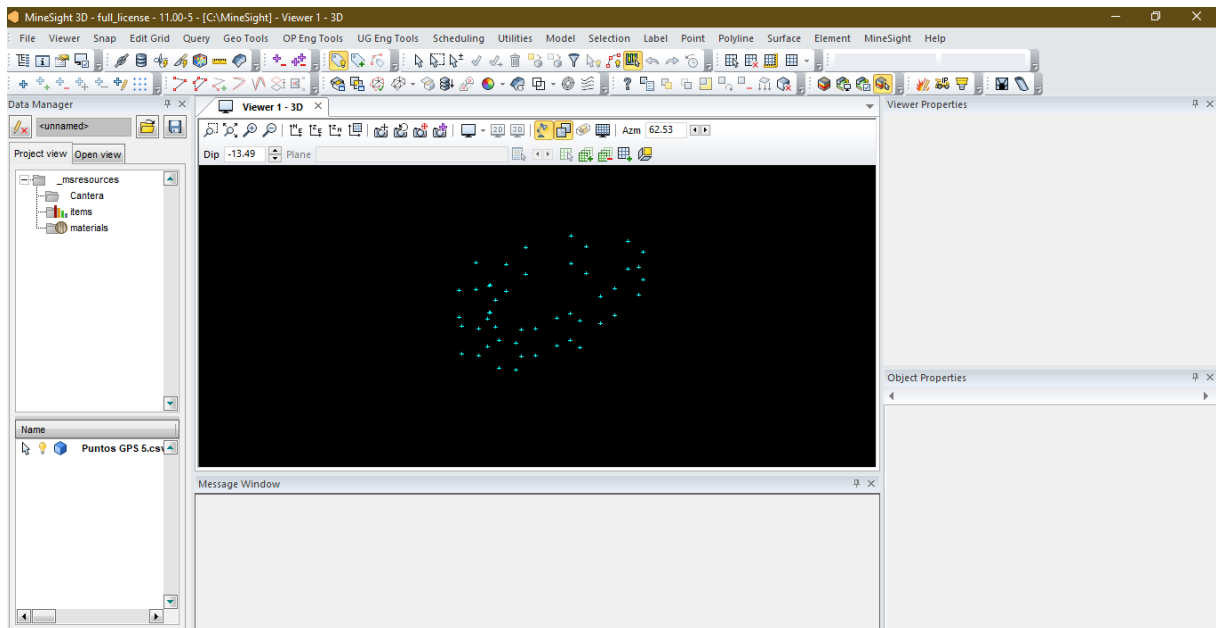 MineSight 3D - full_license - 11.00-5 - [C:\MineSight] - Viewer 1 - 3D
File Viewer Snap Edit Grid Query Geo Tools OP Eng Tools UG Eng Tools Scheduling Utilities Model Selection Label Point Polyline Surface Element MineSight Help
Data Manager
Viewer 1 - 3D
Viewer Properties
<unnamed>
2D 3D Azm 62.53
Project view Open view
Dip -13.49 Plane
_msresources
Cantera
items
materials
Object Properties
Name
Puntos GPS 5.csv
Message Window